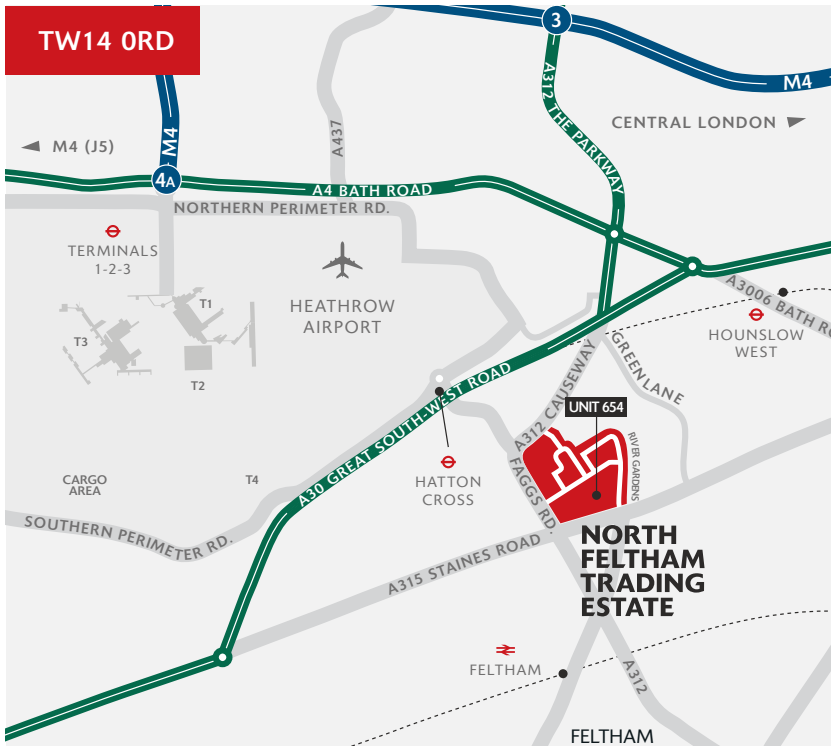 TW14 0RD
3
M4
A312 THE PARKWAY
CENTRAL LONDON
M4 (J5)
M4
A437
4A
A4 BATH ROAD
NORTHERN PERIMETER RD.
TERMINALS
1-2-3
HEATHROW
AIRPORT
T1
T3
T2
A3006 BATH RO
HOUNSLOW
WEST
GREEN LANE
A312 CAUSEWAY
UNIT 654
RIVER GARDENS
A30 GREAT SOUTH-WEST ROAD
HATTON
CROSS
FAGGS RD.
CARGO
AREA
T4
SOUTHERN PERIMETER RD.
A315 STAINES ROAD
NORTH
FELTHAM
TRADING
ESTATE
FELTHAM
A312
FELTHAM